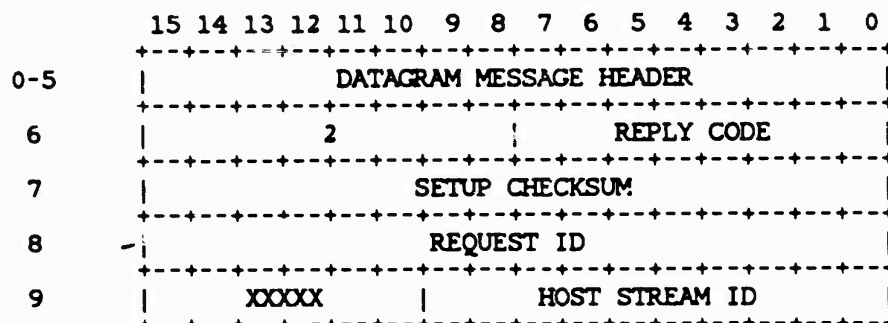 15 14 13 12 11 10 9 8 7 6 5 4 3 2 1 0
0-5 | DATAGRAM MESSAGE HEADER |
6 | 2 | REPLY CODE |
7 | SETUP CHECKSUM |
8 | REQUEST ID |
9 | XXXXX | HOST STREAM ID |